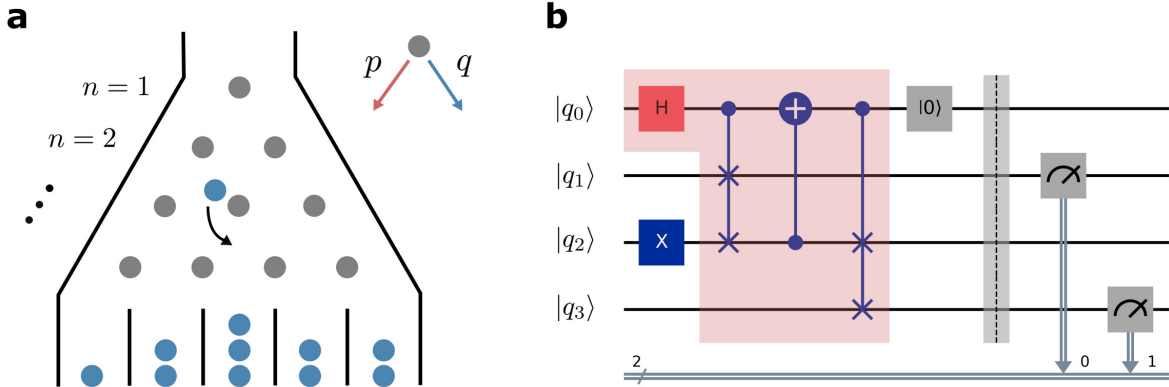 a
n = 1
n = 2
p
q
b
|q₀⟩ H |0⟩
|q₁⟩
|q₂⟩ X
|q₃⟩
2 0 1